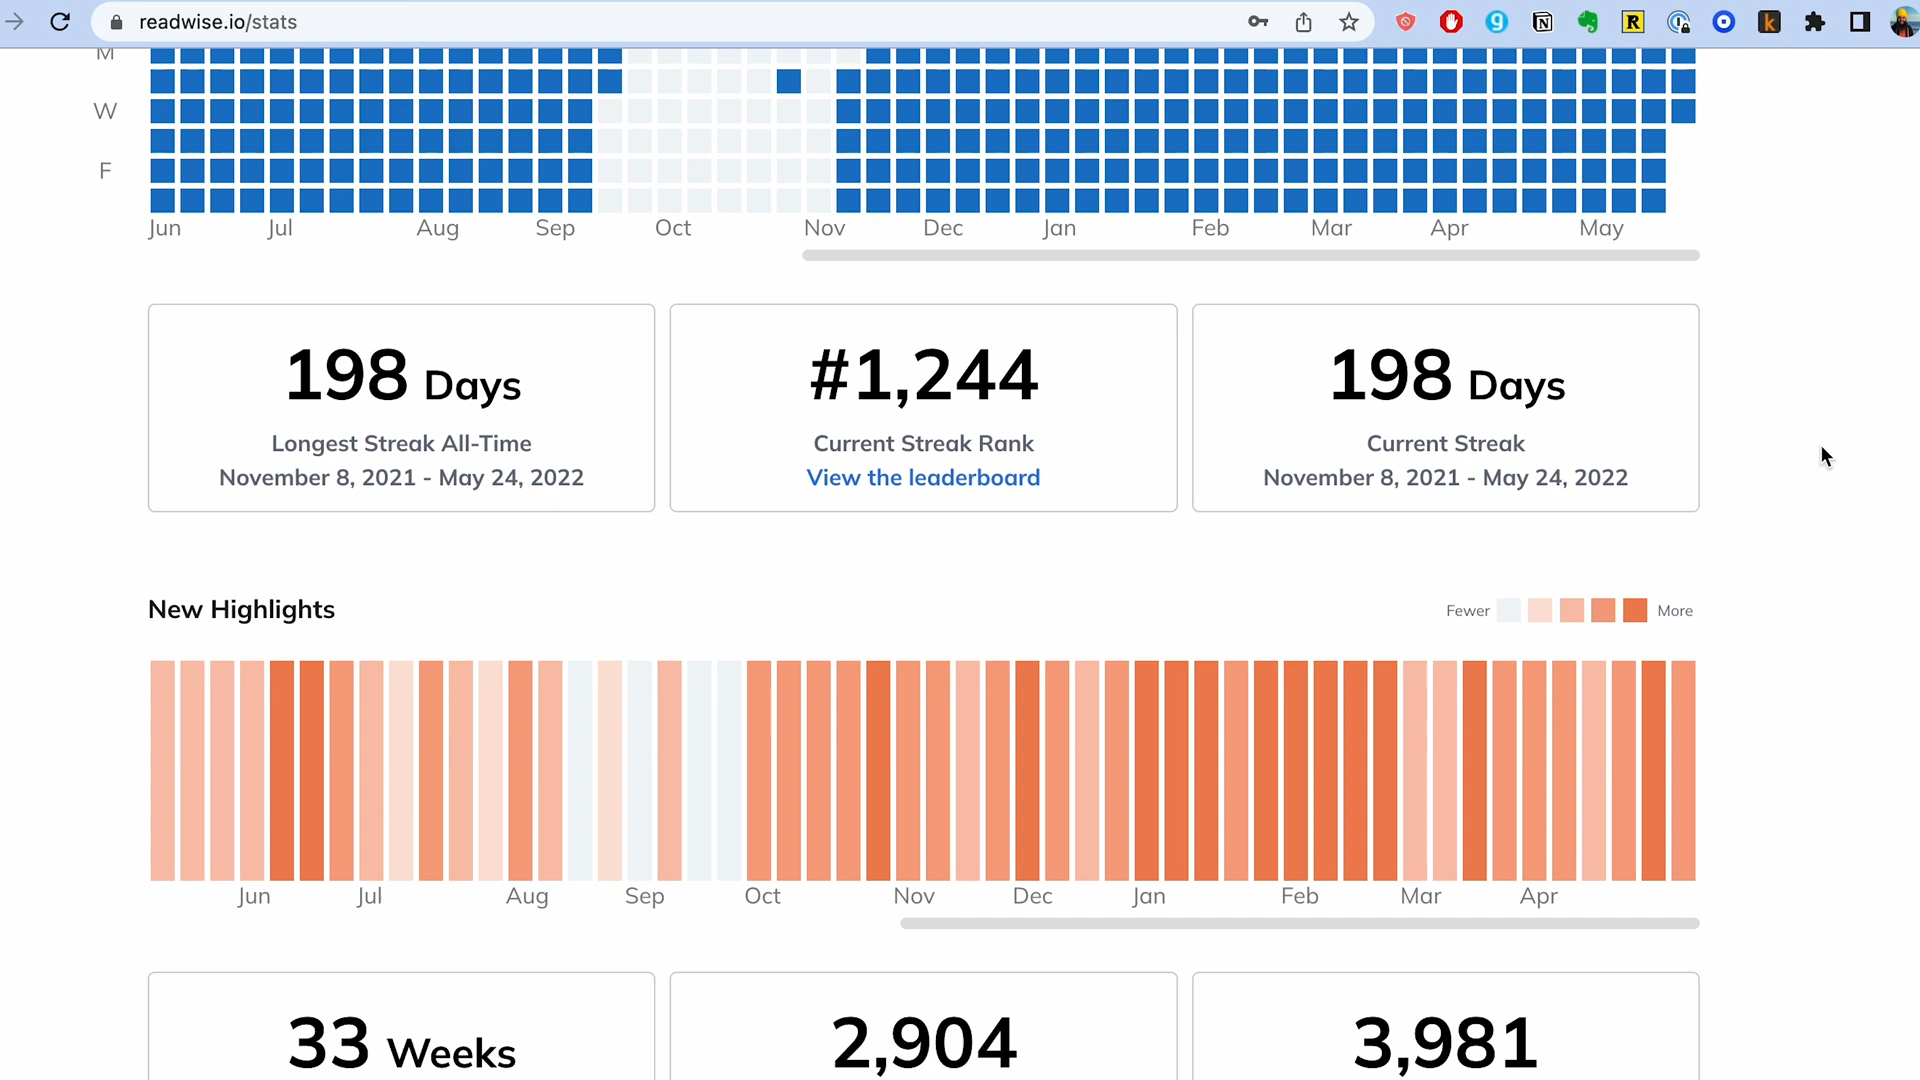 readwise.io/stats
M
W
F
Jun Jul Aug Sep Oct Nov Dec Jan Feb Mar Apr May
198 Days
Longest Streak All-Time
November 8, 2021 - May 24, 2022
#1,244
Current Streak Rank
View the leaderboard
198 Days
Current Streak
November 8, 2021 - May 24, 2022
New Highlights
Fewer More
Jun Jul Aug Sep Oct Nov Dec Jan Feb Mar Apr
33 Weeks
2,904
3,981